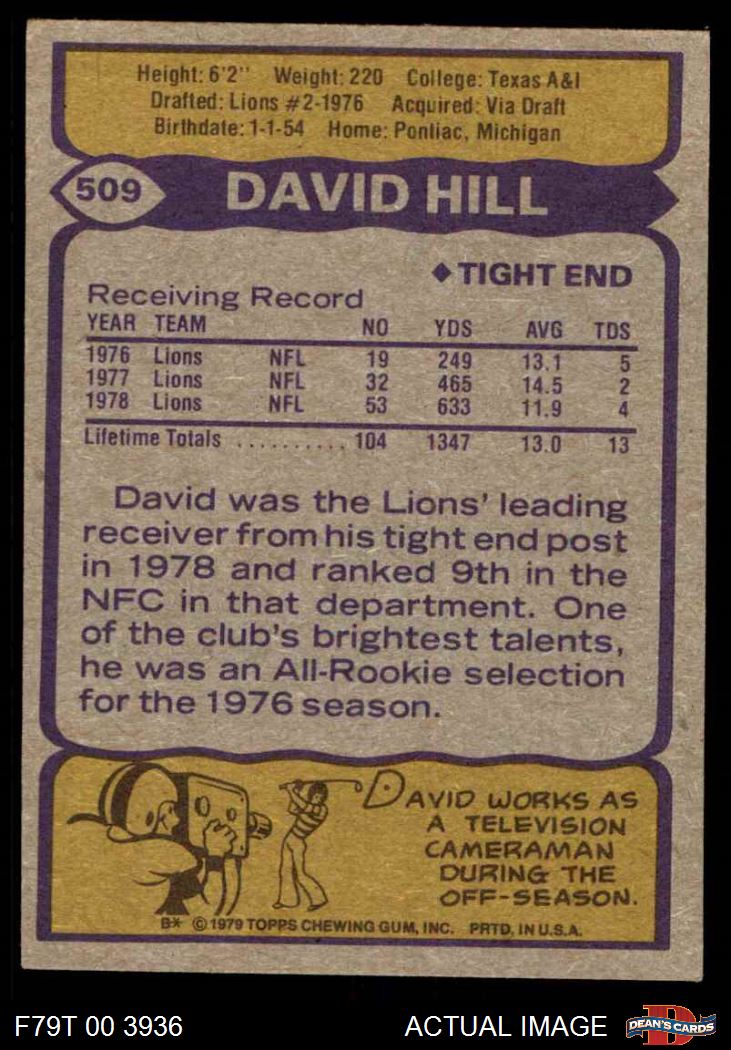 Height: 6'2" Weight: 220 College: Texas A&I
Drafted: Lions #2-1976 Acquired: Via Draft
Birthdate: 1-1-54 Home: Pontiac, Michigan
509 DAVID HILL
◆ TIGHT END
Receiving Record
YEAR TEAM NO YDS AVG TDS
1976 Lions NFL 19 249 13.1 5
1977 Lions NFL 32 465 14.5 2
1978 Lions NFL 53 633 11.9 4
Lifetime Totals .......... 104 1347 13.0 13
David was the Lions' leading
receiver from his tight end post
in 1978 and ranked 9th in the
NFC in that department. One
of the club's brightest talents,
he was an All-Rookie selection
for the 1976 season.
DAVID WORKS AS
A TELEVISION
CAMERAMAN
DURING THE
OFF-SEASON.
B* © 1979 TOPPS CHEWING GUM, INC. PRTD. IN U.S.A.
F79T 00 3936 ACTUAL IMAGE D DEAN'S CARDS